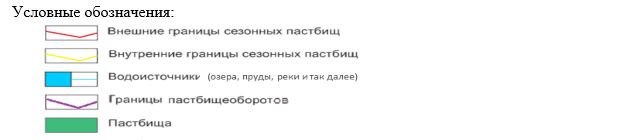 Условные обозначения:
Внешние границы сезонных пастбищ
Внутренние границы сезонных пастбищ
Водоисточники (озера, пруды, реки и так далее)
Границы пастбищеоборотов
Пастбища